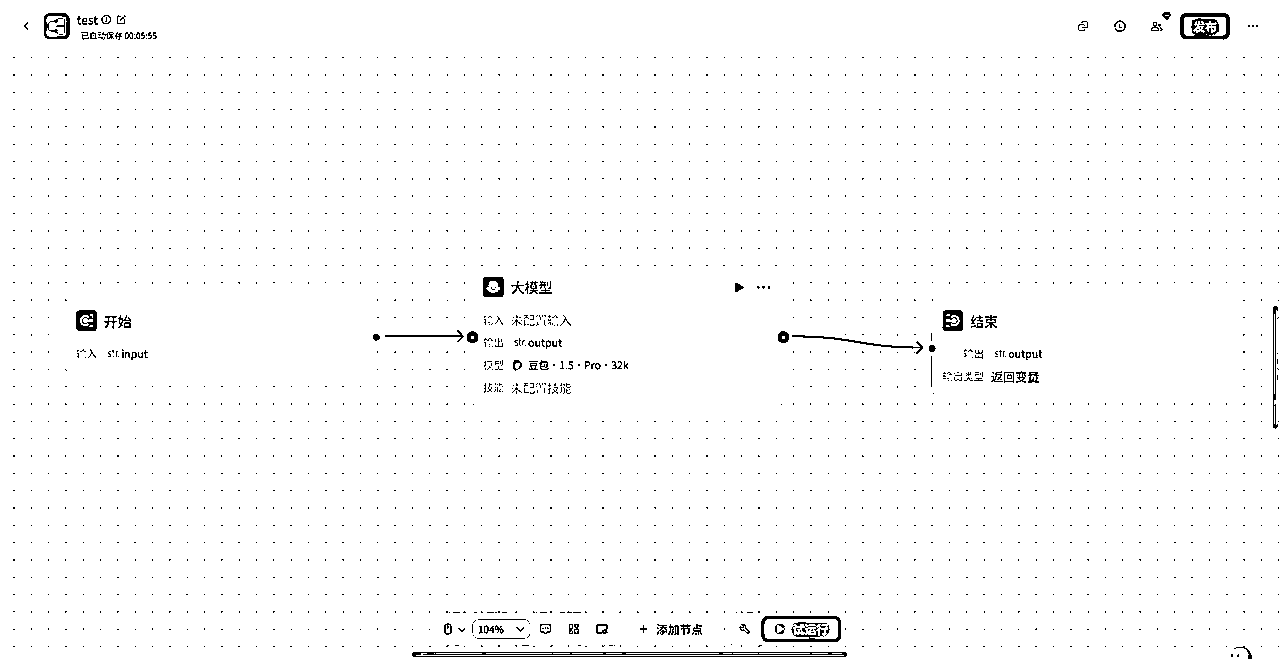 test
已自动保存 00:05:55
发布
大模型
输入 未配置输入
输出 str. output
模型 豆包·1.5·Pro·32k
技能 未配置技能
开始
输入 str. input
结束
输出 str. output
输出类型 返回变量
104%
添加节点
试运行